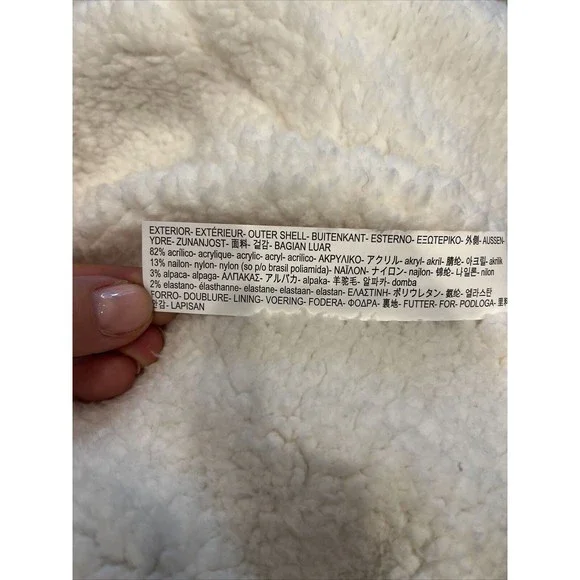 EXTERIOR- EXTÉRIEUR- OUTER SHELL- BUITENKANT- ESTERNO- ΕΞΩΤΕΡΙΚΟ- 外側- AUSSEN-
YDRE- ZUNANJOST- 面料- 겉감- BAGIAN LUAR
82% acrílico- acrylique- acrylic- acryl- acrilico- ΑΚΡΥΛΙΚΟ- アクリル- akryl- akril- 腈纶- 아크릴- akrilik
13% nailon- nylon- nylon (so p/o brasil poliamida)- ΝΑΪΛΟΝ- ナイロン- najlon- 锦纶- 나일론- nilon
3% alpaca- alpaga- ΑΛΠΑΚΑΣ- アルパカ- alpaka- 羊驼毛- 알파카- domba
2% elastano- élasthanne- elastane- elastaan- elastan- ΕΛΑΣΤΙΝΗ- ポリウレタン- 氨纶- 엘라스탄
FORRO- DOUBLURE- LINING- VOERING- FODERA- ΦΟΔΡΑ- 裏地- FUTTER- FOR- PODLOGA- 里料
안감- LAPISAN